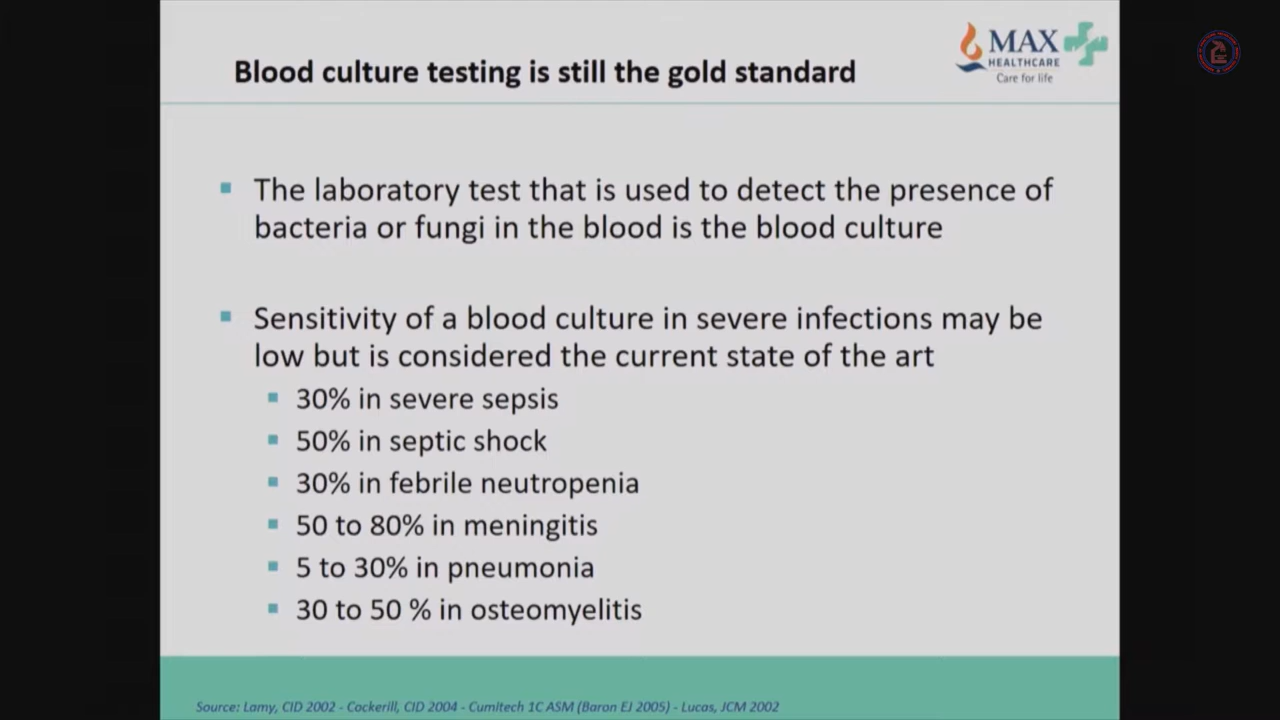 Blood culture testing is still the gold standard
MAX
HEALTHCARE
Care for life
The laboratory test that is used to detect the presence of
bacteria or fungi in the blood is the blood culture
Sensitivity of a blood culture in severe infections may be
low but is considered the current state of the art
30% in severe sepsis
50% in septic shock
30% in febrile neutropenia
50 to 80% in meningitis
5 to 30% in pneumonia
30 to 50 % in osteomyelitis
Source: Lamy, CID 2002 - Cockerill, CID 2004 - Cumitech 1C ASM (Baron EJ 2005) - Lucas, JCM 2002